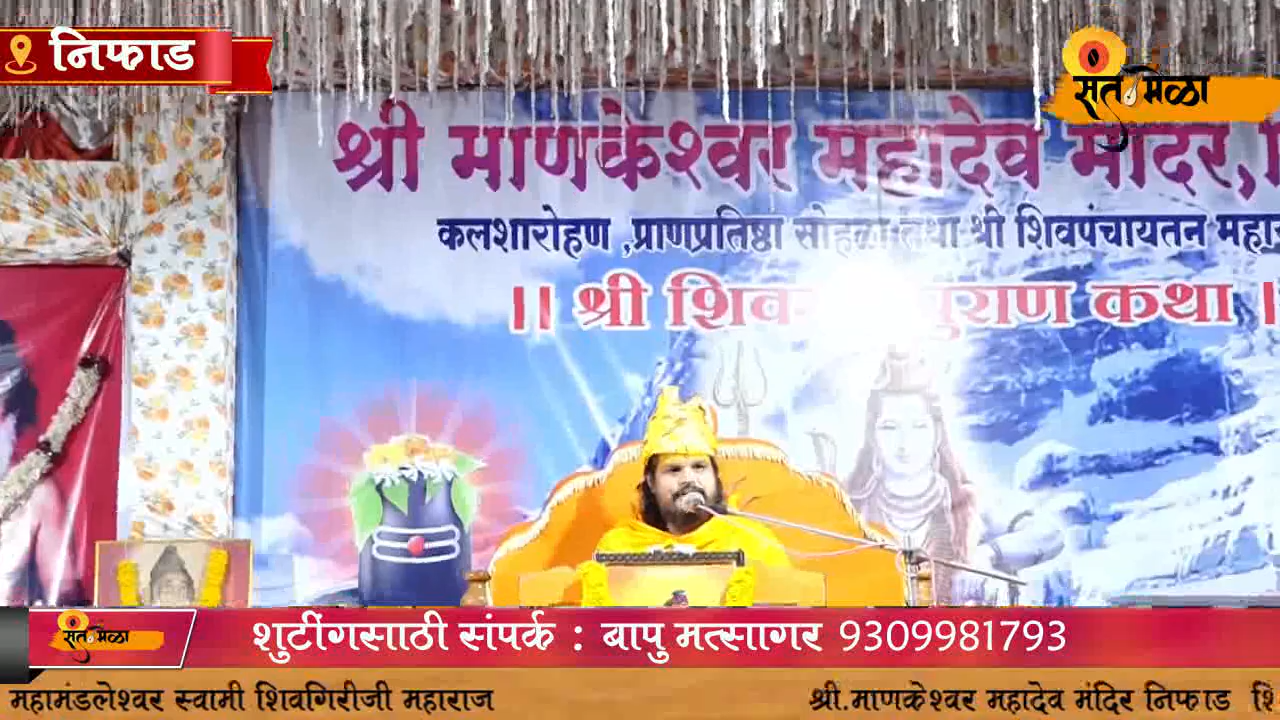 निफाड
संत मेळा
श्री माणकेश्वर महादेव मंदिर,
कलशारोहण ,प्राणप्रतिष्ठा सोहळा तथा श्री शिवपंचायतन
|| श्री शिव पुराण कथा |
संत मेळा
शुटींगसाठी संपर्क : बापु मत्सागर 9309981793
महामंडलेश्वर स्वामी शिवगिरीजी महाराज
श्री.माणकेश्वर महादेव मंदिर निफाड